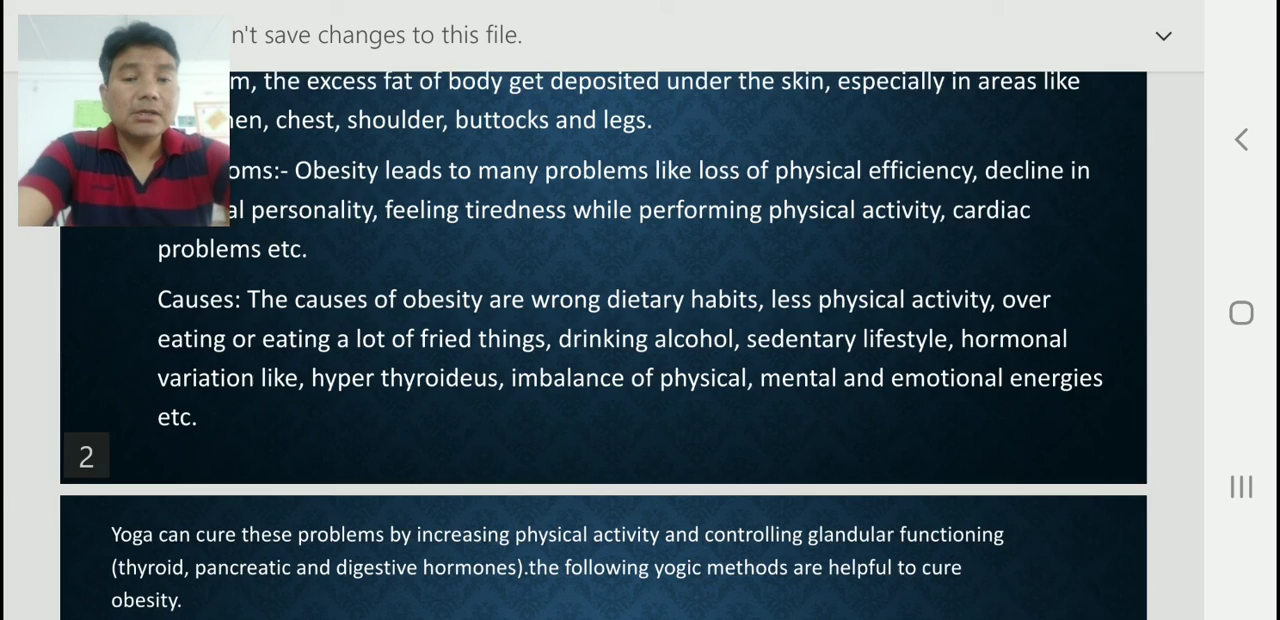 n't save changes to this file.
m, the excess fat of body get deposited under the skin, especially in areas like
nen, chest, shoulder, buttocks and legs.
oms:- Obesity leads to many problems like loss of physical efficiency, decline in
al personality, feeling tiredness while performing physical activity, cardiac
problems etc.
Causes: The causes of obesity are wrong dietary habits, less physical activity, over
eating or eating a lot of fried things, drinking alcohol, sedentary lifestyle, hormonal
variation like, hyper thyroideus, imbalance of physical, mental and emotional energies
etc.
2
Yoga can cure these problems by increasing physical activity and controlling glandular functioning
(thyroid, pancreatic and digestive hormones).the following yogic methods are helpful to cure
obesity.